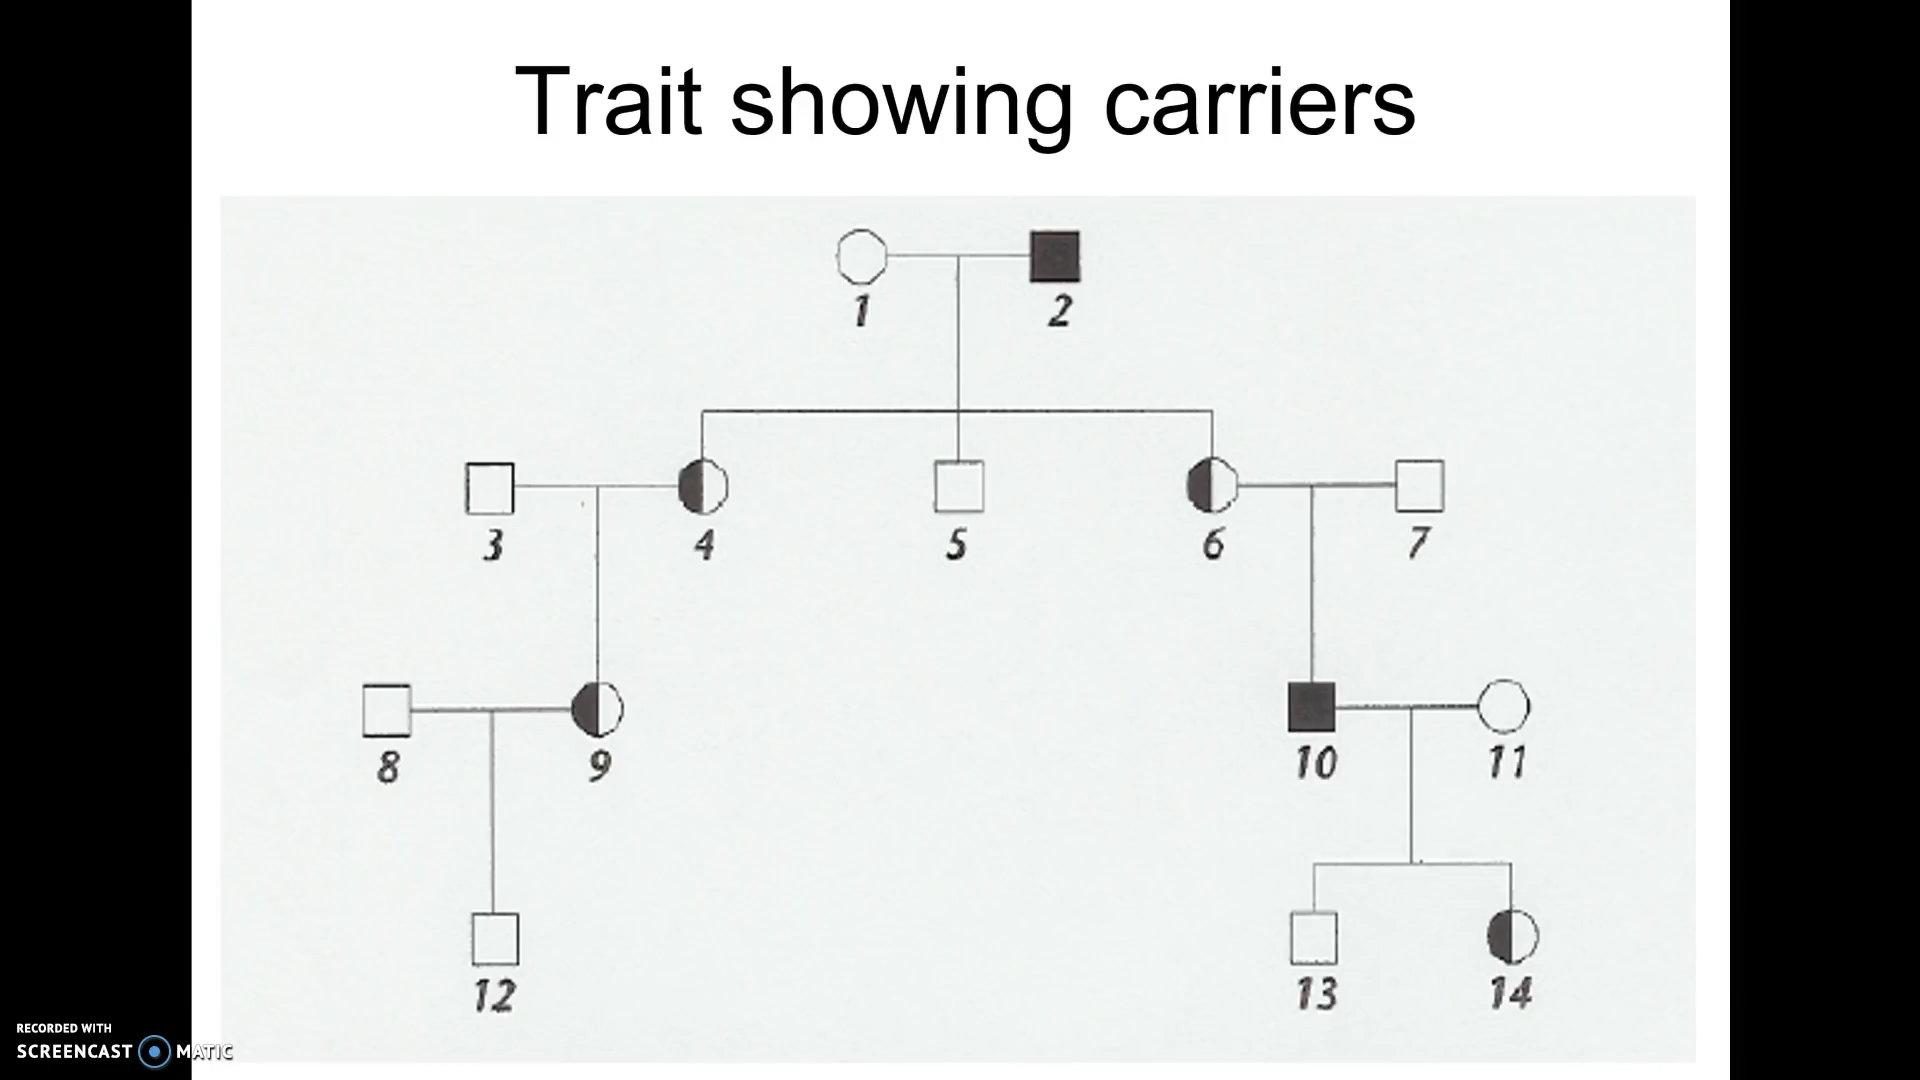 Trait showing carriers
1 2
3 4 5 6 7
8 9 10 11
12 13 14
RECORDED WITH
SCREENCAST MATIC